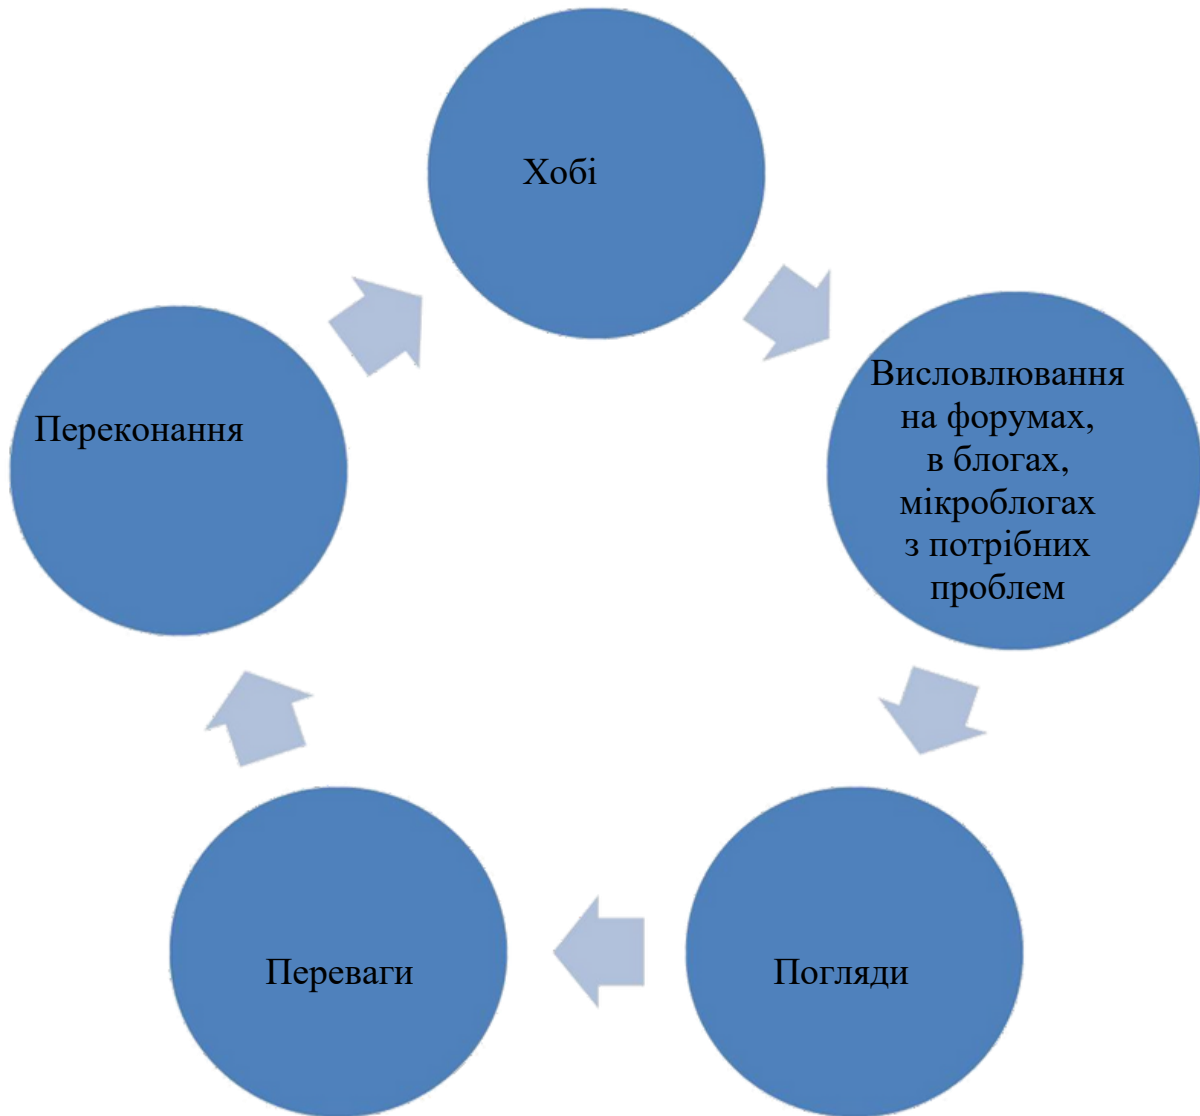 Хобі
Висловлювання
на форумах,
в блогах,
мікроблогах
з потрібних
проблем
Погляди
Переваги
Переконання